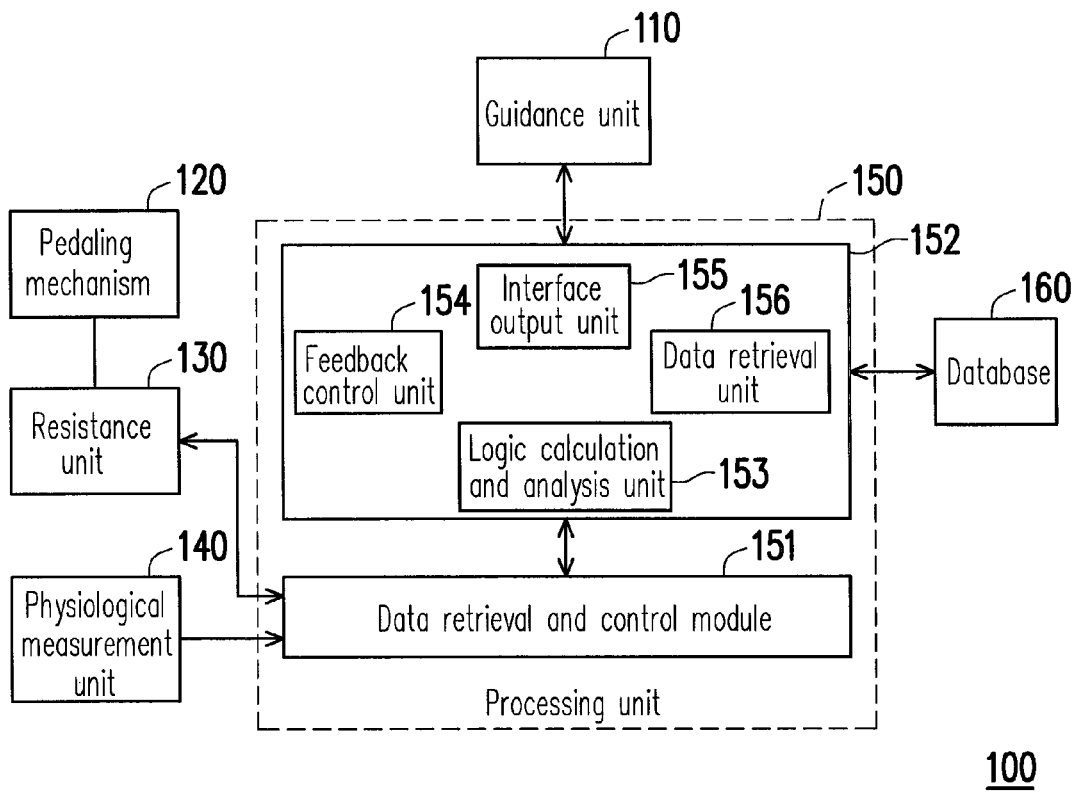 110
Guidance unit
120
Pedaling
mechanism
150
152
Interface
output unit
155
154
Feedback
control unit
156
Data retrieval
unit
160
Database
130
Resistance
unit
Logic calculation
and analysis unit
153
140
Physiological
measurement
unit
151
Data retrieval and control module
Processing unit
100